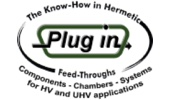 The Know-How in Hermetic
Plug in
Feed-Throughs
Components - Chambers - Systems
for HV and UHV applications